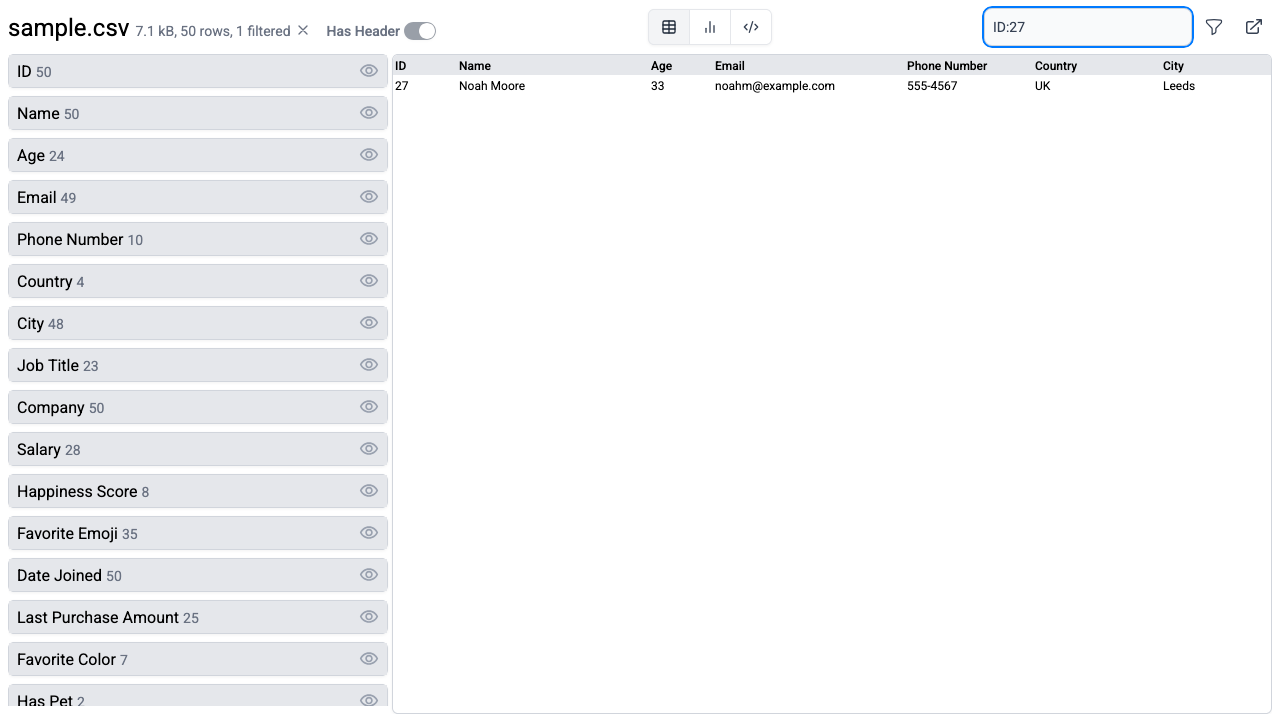 sample.csv 7.1 kB, 50 rows, 1 filtered Has Header
ID:27
ID 50
Name 50
Age 24
Email 49
Phone Number 10
Country 4
City 48
Job Title 23
Company 50
Salary 28
Happiness Score 8
Favorite Emoji 35
Date Joined 50
Last Purchase Amount 25
Favorite Color 7
Has Pet 2
ID Name Age Email Phone Number Country City
27 Noah Moore 33 noahm@example.com 555-4567 UK Leeds